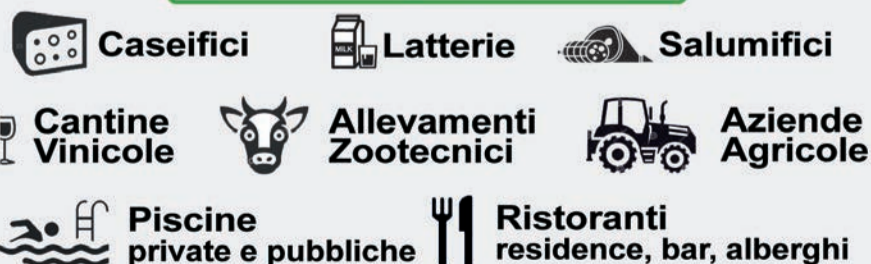 Caseifici
MILK
Latterie
Salumifici
Cantine
Vinicole
Allevamenti
Zootecnici
Aziende
Agricole
Piscine
private e pubbliche
Ristoranti
residence, bar, alberghi